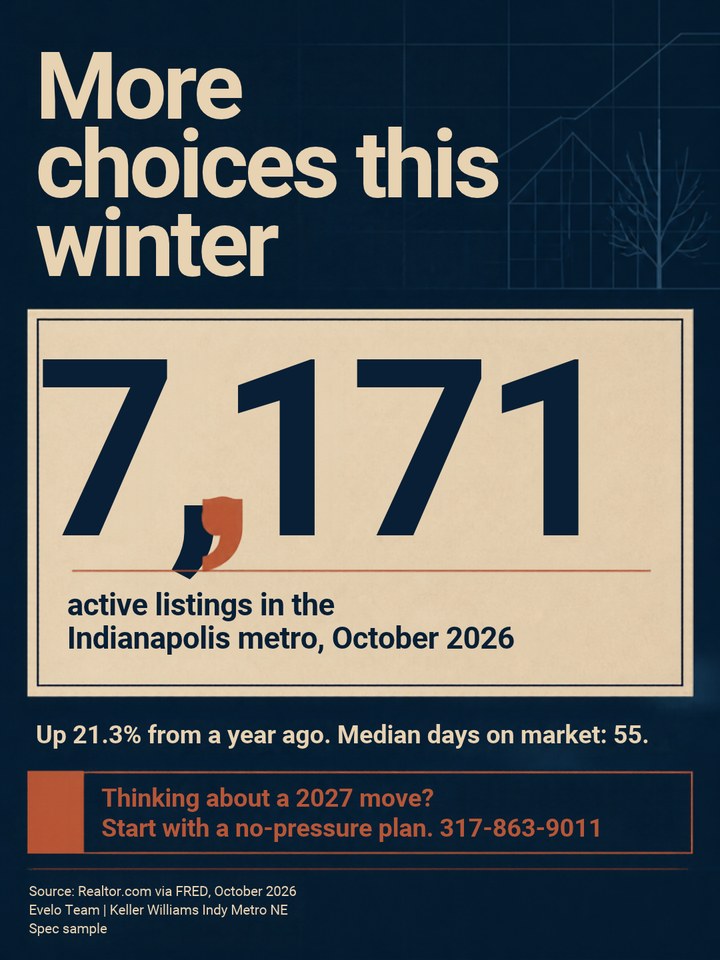 More
choices this
winter
7,171
active listings in the
Indianapolis metro, October 2026
Up 21.3% from a year ago. Median days on market: 55.
Thinking about a 2027 move?
Start with a no-pressure plan. 317-863-9011
Source: Realtor.com via FRED, October 2026
Evelo Team | Keller Williams Indy Metro NE
Spec sample